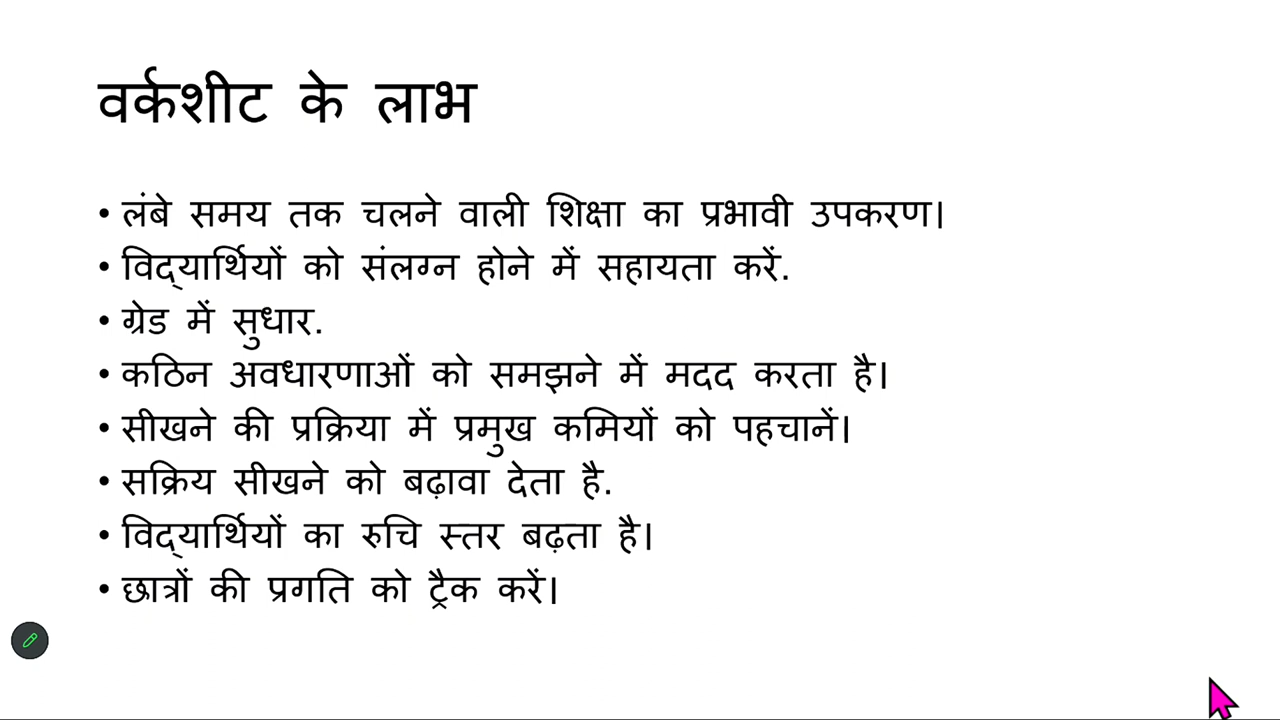 वर्कशीट के लाभ
• लंबे समय तक चलने वाली शिक्षा का प्रभावी उपकरण।
• विद्‌यार्थियों को संलग्न होने में सहायता करें.
• ग्रेड में सुधार.
• कठिन अवधारणाओं को समझने में मदद करता है।
• सीखने की प्रक्रिया में प्रमुख कमियों को पहचानें।
• सक्रिय सीखने को बढ़ावा देता है.
• विद्‌यार्थियों का रुचि स्तर बढ़ता है।
• छात्रों की प्रगति को ट्रैक करें।